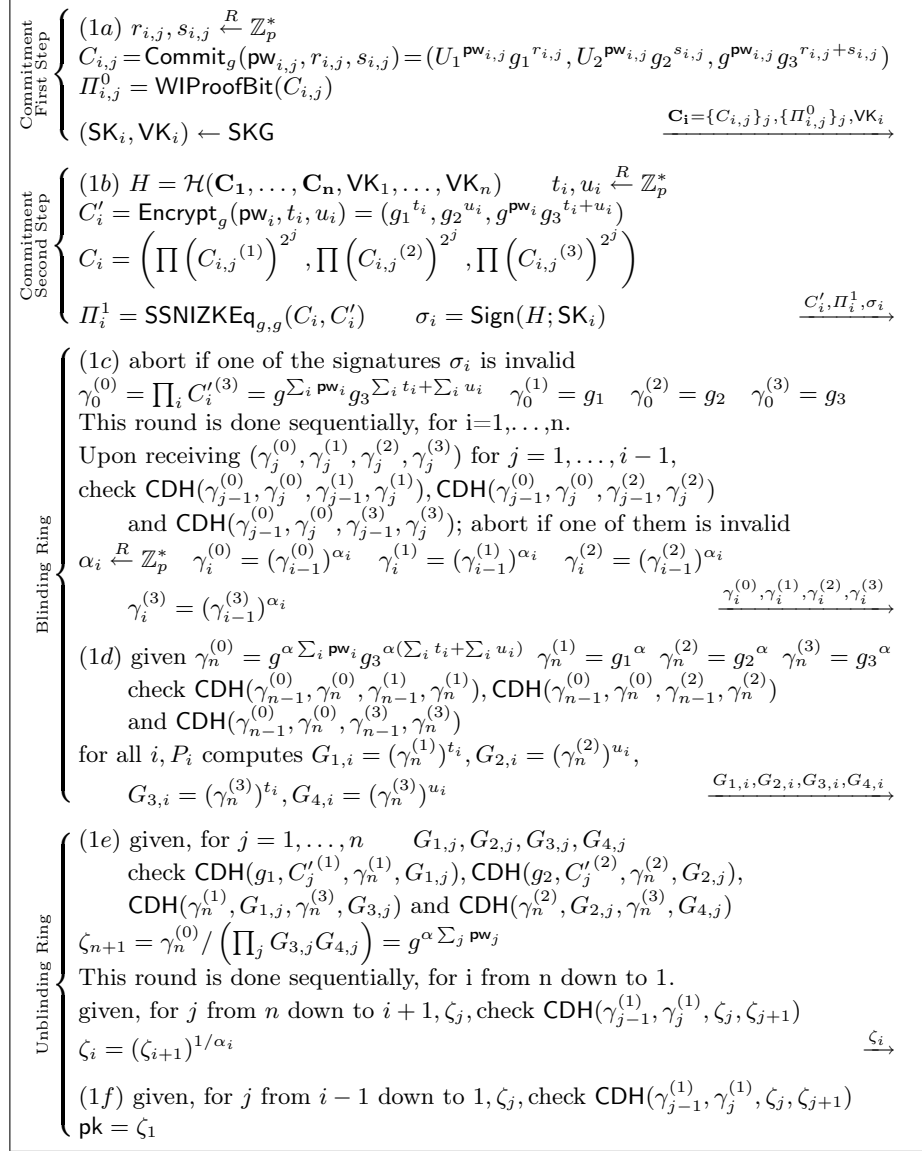 Commitment First Step
(1a) r_{i,j}, s_{i,j} ←^R ℤ_p^*
C_{i,j} = Commit_g(pw_{i,j}, r_{i,j}, s_{i,j}) = (U_1^{pw_{i,j}} g_1^{r_{i,j}}, U_2^{pw_{i,j}} g_2^{s_{i,j}}, g^{pw_{i,j}} g_3^{r_{i,j}+s_{i,j}})
Π_{i,j}^0 = WIProofBit(C_{i,j})
(SK_i, VK_i) ← SKG    C_i={C_{i,j}}_j,{Π_{i,j}^0}_j,VK_i →
Commitment Second Step
(1b) H = ℋ(C_1, . . . , C_n, VK_1, . . . , VK_n)    t_i, u_i ←^R ℤ_p^*
C'_i = Encrypt_g(pw_i, t_i, u_i) = (g_1^{t_i}, g_2^{u_i}, g^{pw_i} g_3^{t_i+u_i})
C_i = (∏ (C_{i,j}^{(1)})^{2^j}, ∏ (C_{i,j}^{(2)})^{2^j}, ∏ (C_{i,j}^{(3)})^{2^j})
Π_i^1 = SSNIZKEq_{g,g}(C_i, C'_i)    σ_i = Sign(H; SK_i)    C'_i,Π_i^1,σ_i →
Blinding Ring
(1c) abort if one of the signatures σ_i is invalid
γ_0^{(0)} = ∏_i C'_i^{(3)} = g^{∑_i pw_i} g_3^{∑_i t_i+∑_i u_i}  γ_0^{(1)} = g_1  γ_0^{(2)} = g_2  γ_0^{(3)} = g_3
This round is done sequentially, for i=1,. . . ,n.
Upon receiving (γ_j^{(0)}, γ_j^{(1)}, γ_j^{(2)}, γ_j^{(3)}) for j = 1, . . . , i − 1,
check CDH(γ_{j-1}^{(0)}, γ_j^{(0)}, γ_{j-1}^{(1)}, γ_j^{(1)}), CDH(γ_{j-1}^{(0)}, γ_j^{(0)}, γ_{j-1}^{(2)}, γ_j^{(2)})
and CDH(γ_{j-1}^{(0)}, γ_j^{(0)}, γ_{j-1}^{(3)}, γ_j^{(3)}); abort if one of them is invalid
α_i ←^R ℤ_p^*  γ_i^{(0)} = (γ_{i-1}^{(0)})^{α_i}  γ_i^{(1)} = (γ_{i-1}^{(1)})^{α_i}  γ_i^{(2)} = (γ_{i-1}^{(2)})^{α_i}
γ_i^{(3)} = (γ_{i-1}^{(3)})^{α_i}    γ_i^{(0)},γ_i^{(1)},γ_i^{(2)},γ_i^{(3)} →
(1d) given γ_n^{(0)} = g^{α ∑_i pw_i} g_3^{α(∑_i t_i+∑_i u_i)}  γ_n^{(1)} = g_1^α  γ_n^{(2)} = g_2^α  γ_n^{(3)} = g_3^α
check CDH(γ_{n-1}^{(0)}, γ_n^{(0)}, γ_{n-1}^{(1)}, γ_n^{(1)}), CDH(γ_{n-1}^{(0)}, γ_n^{(0)}, γ_{n-1}^{(2)}, γ_n^{(2)})
and CDH(γ_{n-1}^{(0)}, γ_n^{(0)}, γ_{n-1}^{(3)}, γ_n^{(3)})
for all i, P_i computes G_{1,i} = (γ_n^{(1)})^{t_i}, G_{2,i} = (γ_n^{(2)})^{u_i},
G_{3,i} = (γ_n^{(3)})^{t_i}, G_{4,i} = (γ_n^{(3)})^{u_i}    G_{1,i},G_{2,i},G_{3,i},G_{4,i} →
Unblinding Ring
(1e) given, for j = 1, . . . , n    G_{1,j}, G_{2,j}, G_{3,j}, G_{4,j}
check CDH(g_1, C'_j^{(1)}, γ_n^{(1)}, G_{1,j}), CDH(g_2, C'_j^{(2)}, γ_n^{(2)}, G_{2,j}),
CDH(γ_n^{(1)}, G_{1,j}, γ_n^{(3)}, G_{3,j}) and CDH(γ_n^{(2)}, G_{2,j}, γ_n^{(3)}, G_{4,j})
ζ_{n+1} = γ_n^{(0)} / (∏_j G_{3,j} G_{4,j}) = g^{α ∑_j pw_j}
This round is done sequentially, for i from n down to 1.
given, for j from n down to i + 1, ζ_j, check CDH(γ_{j-1}^{(1)}, γ_j^{(1)}, ζ_j, ζ_{j+1})
ζ_i = (ζ_{i+1})^{1/α_i}    ζ_i →
(1f) given, for j from i − 1 down to 1, ζ_j, check CDH(γ_{j-1}^{(1)}, γ_j^{(1)}, ζ_j, ζ_{j+1})
pk = ζ_1